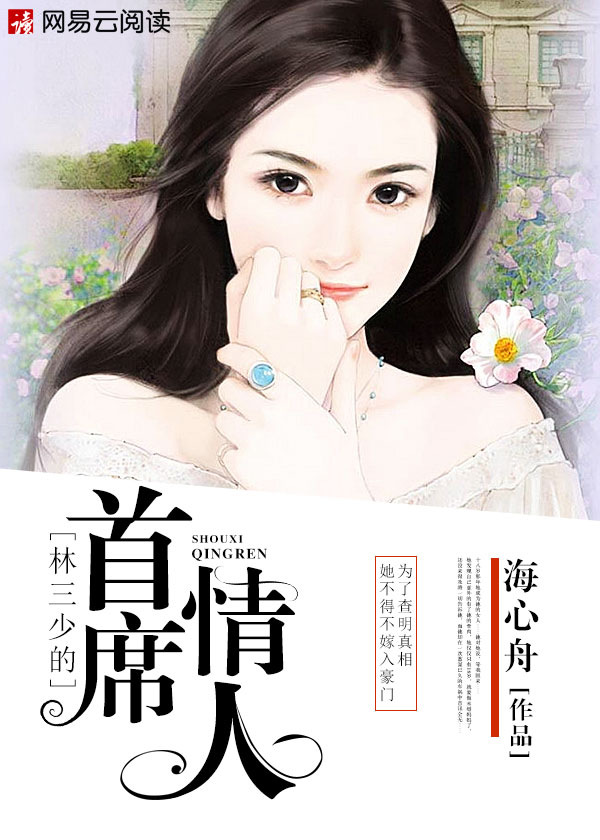 读 网易云阅读
[林三少的]
首席
情人
SHOUXI
QINGREN
为了查明真相
她不得不嫁入豪门
海心舟
[作品]